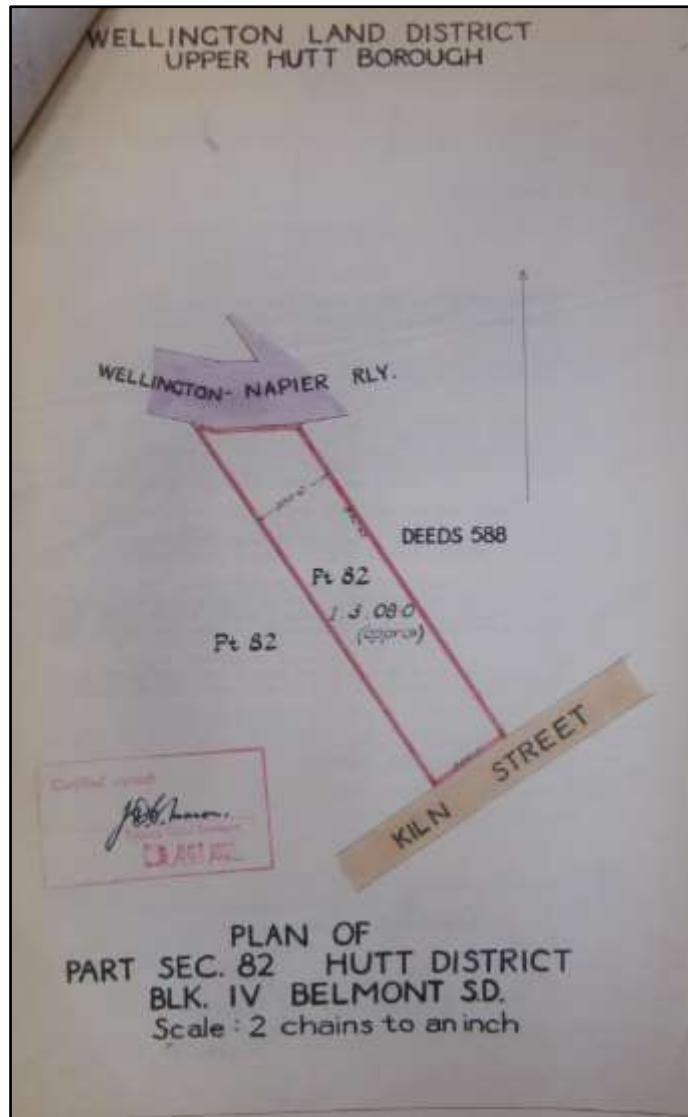 WELLINGTON LAND DISTRICT
UPPER HUTT BOROUGH
WELLINGTON-NAPIER RLY.
DEEDS 588
Pt 82
1.3.08.0
(approx)
Pt 82
KILN STREET
PLAN OF
PART SEC. 82 HUTT DISTRICT
BLK. IV BELMONT S.D.
Scale : 2 chains to an inch